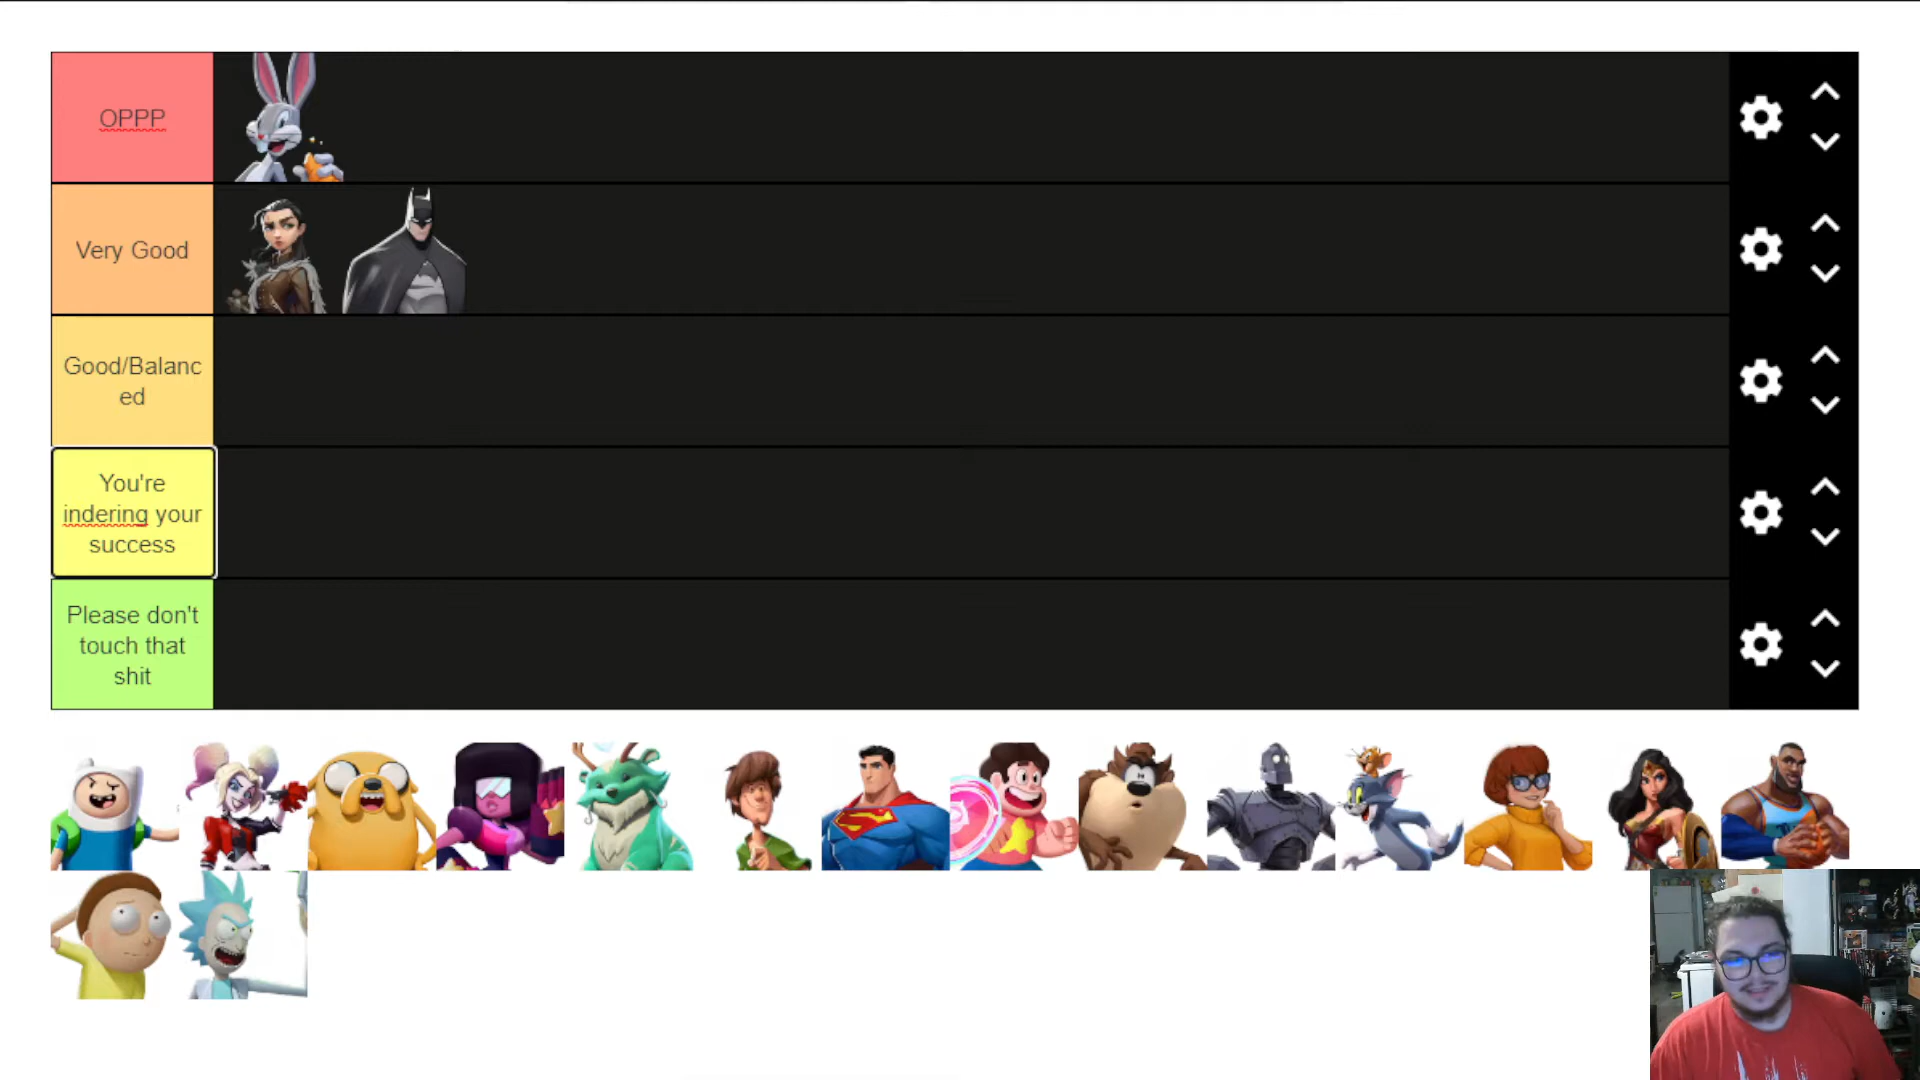 OPPP
Very Good
Good/Balanc
ed
You're
indering your
success
Please don't
touch that
shit